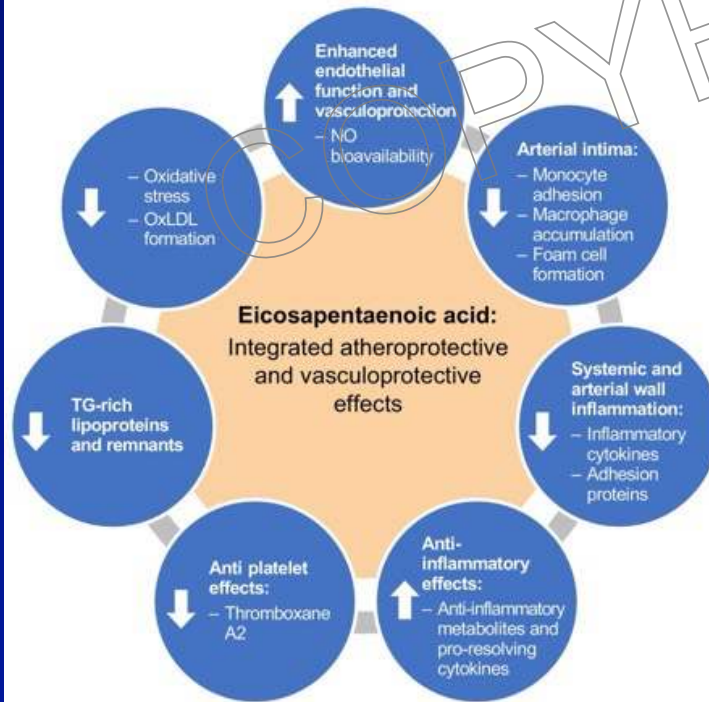 Enhanced
endothelial
function and
vasculoprotection
– NO
bioavailability
Arterial intima:
– Monocyte
adhesion
– Macrophage
accumulation
– Foam cell
formation
Systemic and
arterial wall
inflammation:
– Inflammatory
cytokines
– Adhesion
proteins
Anti-
inflammatory
effects:
– Anti-inflammatory
metabolites and
pro-resolving
cytokines
Anti platelet
effects:
– Thromboxane
A2
TG-rich
lipoproteins
and remnants
– Oxidative
stress
– OxLDL
formation
Eicosapentaenoic acid:
Integrated atheroprotective
and vasculoprotective
effects